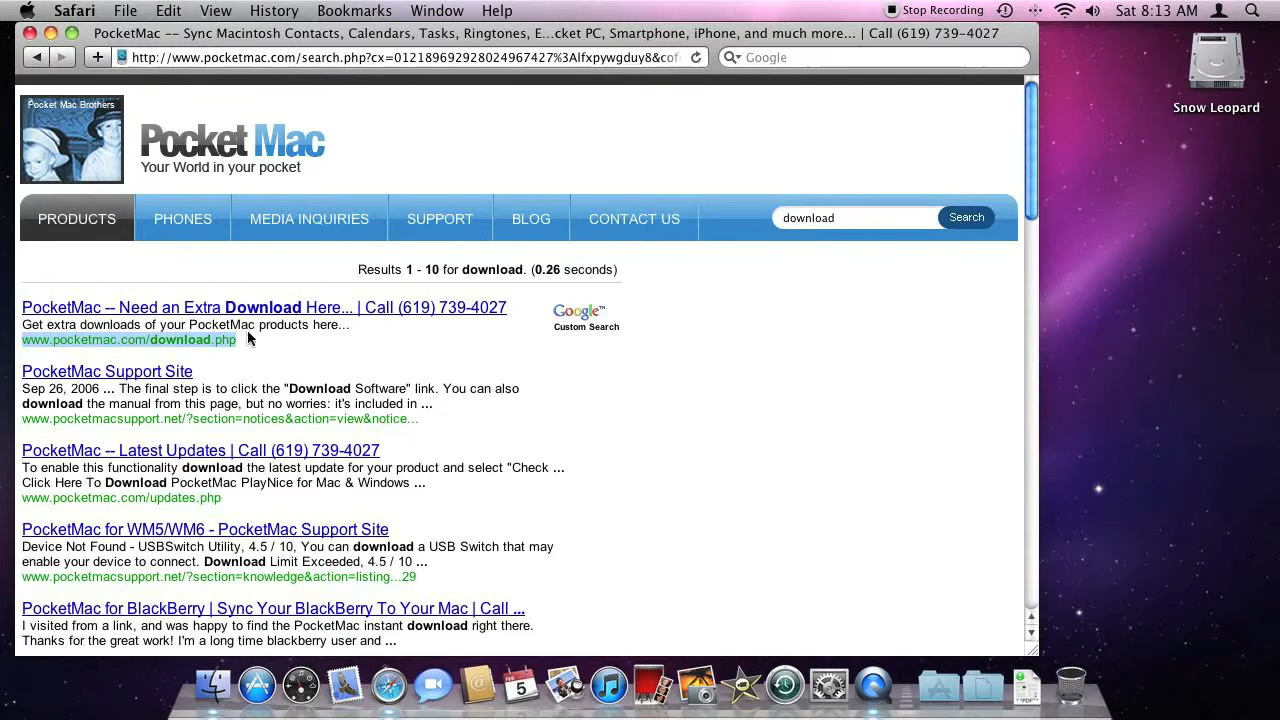 Safari File Edit View History Bookmarks Window Help Stop Recording Sat 8:13 AM
PocketMac -- Sync Macintosh Contacts, Calendars, Tasks, Ringtones, E...cket PC, Smartphone, iPhone, and much more... | Call (619) 739-4027
http://www.pocketmac.com/search.php?cx=012189692928024967427%3Alfxpywgduy8&cof Google
Snow Leopard
Pocket Mac Brothers
Pocket Mac
Your World in your pocket
PRODUCTS PHONES MEDIA INQUIRIES SUPPORT BLOG CONTACT US download Search
Results 1 - 10 for download. (0.26 seconds)
PocketMac -- Need an Extra Download Here... | Call (619) 739-4027
Get extra downloads of your PocketMac products here...
www.pocketmac.com/download.php
Google™
Custom Search
PocketMac Support Site
Sep 26, 2006 ... The final step is to click the "Download Software" link. You can also
download the manual from this page, but no worries: it's included in ...
www.pocketmacsupport.net/?section=notices&action=view&notice...
PocketMac -- Latest Updates | Call (619) 739-4027
To enable this functionality download the latest update for your product and select "Check ...
Click Here To Download PocketMac PlayNice for Mac & Windows ...
www.pocketmac.com/updates.php
PocketMac for WM5/WM6 - PocketMac Support Site
Device Not Found - USBSwitch Utility, 4.5 / 10, You can download a USB Switch that may
enable your device to connect. Download Limit Exceeded, 4.5 / 10 ...
www.pocketmacsupport.net/?section=knowledge&action=listing...29
PocketMac for BlackBerry | Sync Your BlackBerry To Your Mac | Call ...
I visited from a link, and was happy to find the PocketMac instant download right there.
Thanks for the great work! I'm a long time blackberry user and ...
5
PDF